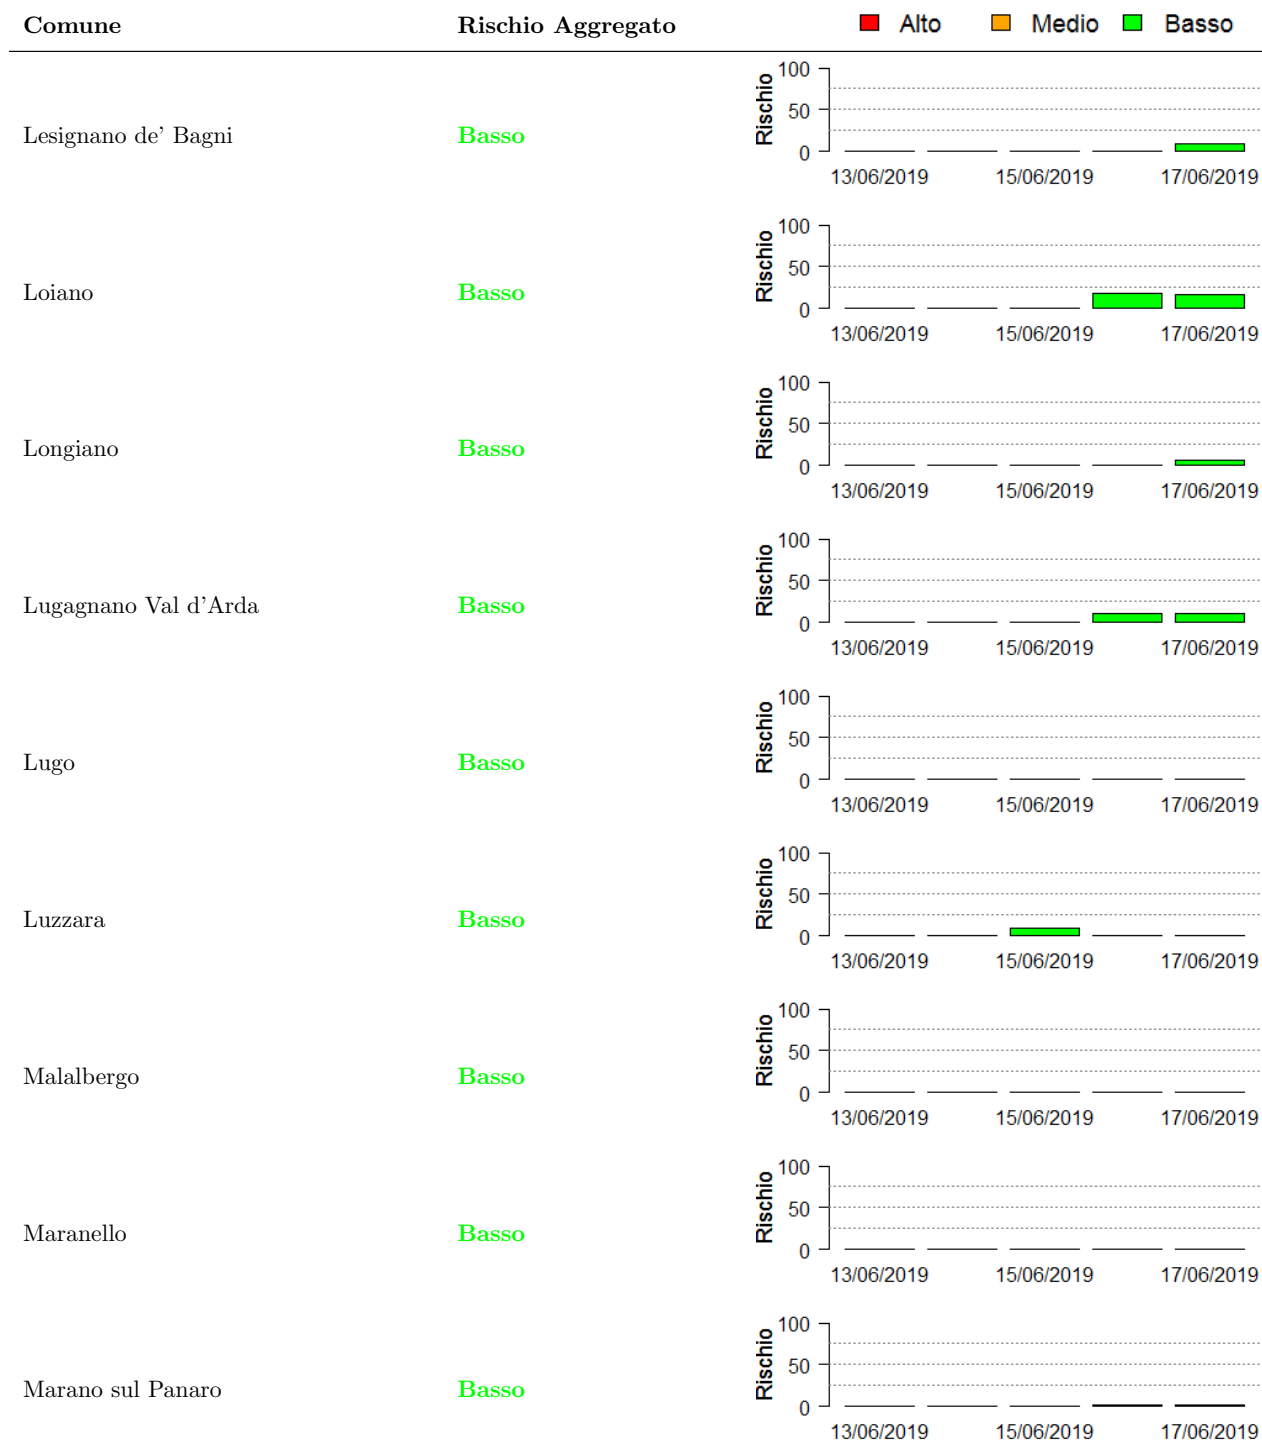 Comune Rischio Aggregato Alto Medio Basso
Lesignano de' Bagni Basso Rischio 100 50 0
13/06/2019 15/06/2019 17/06/2019
Loiano Basso Rischio 100 50 0
13/06/2019 15/06/2019 17/06/2019
Longiano Basso Rischio 100 50 0
13/06/2019 15/06/2019 17/06/2019
Lugagnano Val d'Arda Basso Rischio 100 50 0
13/06/2019 15/06/2019 17/06/2019
Lugo Basso Rischio 100 50 0
13/06/2019 15/06/2019 17/06/2019
Luzzara Basso Rischio 100 50 0
13/06/2019 15/06/2019 17/06/2019
Malalbergo Basso Rischio 100 50 0
13/06/2019 15/06/2019 17/06/2019
Maranello Basso Rischio 100 50 0
13/06/2019 15/06/2019 17/06/2019
Marano sul Panaro Basso Rischio 100 50 0
13/06/2019 15/06/2019 17/06/2019